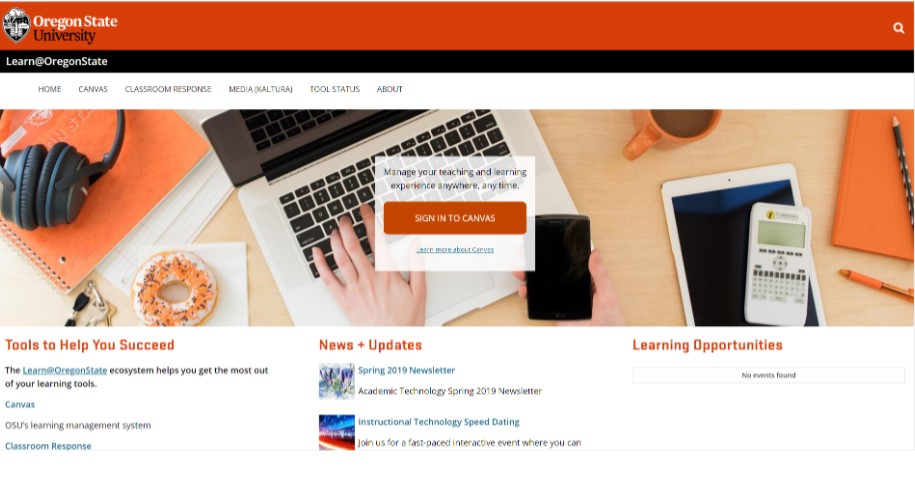 Oregon State
University
Learn@OregonState
HOME CANVAS CLASSROOM RESPONSE MEDIA (KALTURA) TOOL STATUS ABOUT
Manage your teaching and learning
experience anywhere, any time.
SIGN IN TO CANVAS
Learn more about Canvas
Tools to Help You Succeed
The Learn@OregonState ecosystem helps you get the most out
of your learning tools.
Canvas
OSU's learning management system
Classroom Response
News + Updates
Spring 2019 Newsletter
Academic Technology Spring 2019 Newsletter
Instructional Technology Speed Dating
Join us for a fast-paced interactive event where you can
Learning Opportunities
No events found